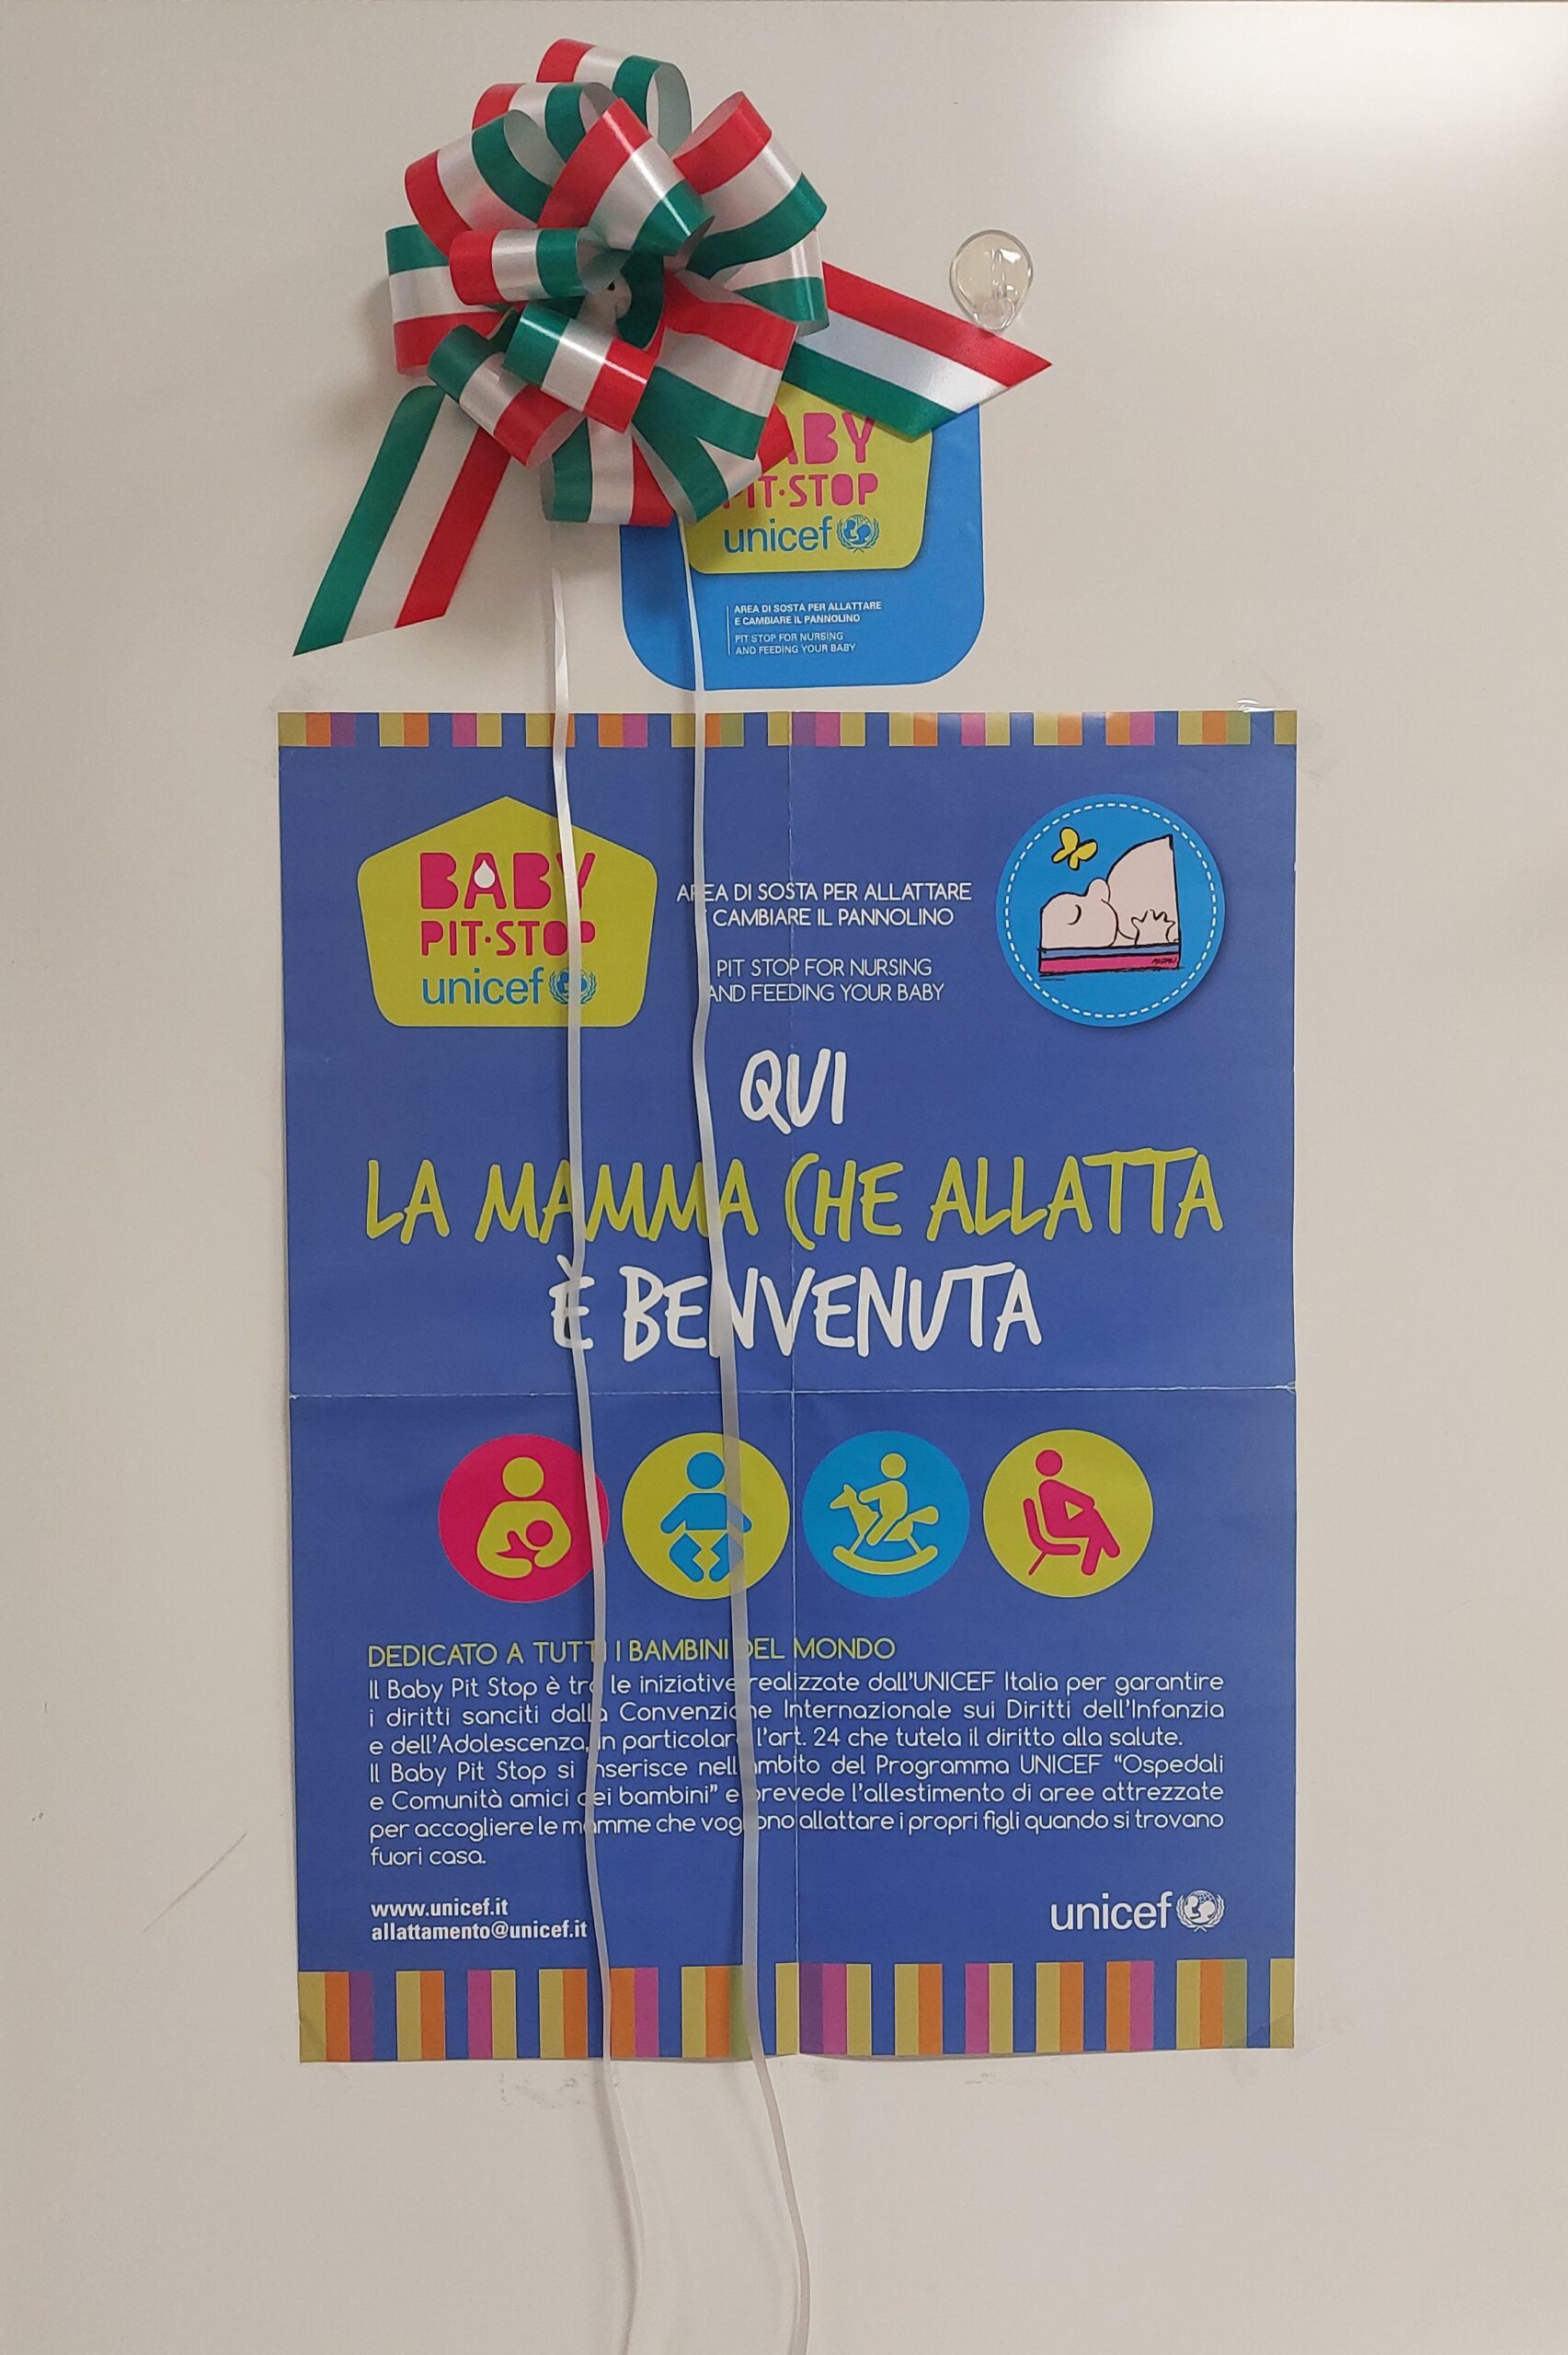 BABY
PIT·STOP
unicef
AREA DI SOSTA PER ALLATTARE
E CAMBIARE IL PANNOLINO
PIT STOP FOR NURSING
AND FEEDING YOUR BABY
BABY
PIT·STOP
unicef
AREA DI SOSTA PER ALLATTARE
E CAMBIARE IL PANNOLINO
PIT STOP FOR NURSING
AND FEEDING YOUR BABY
QUI
LA MAMMA CHE ALLATTA
È BENVENUTA
DEDICATO A TUTTI I BAMBINI DEL MONDO
Il Baby Pit Stop è tra le iniziative realizzate dall'UNICEF Italia per garantire
i diritti sanciti dalla Convenzione Internazionale sui Diritti dell'Infanzia
e dell'Adolescenza, in particolare l'art. 24 che tutela il diritto alla salute.
Il Baby Pit Stop si inserisce nell'ambito del Programma UNICEF “Ospedali
e Comunità amici dei bambini” e prevede l'allestimento di aree attrezzate
per accogliere le mamme che vogliono allattare i propri figli quando si trovano
fuori casa.
www.unicef.it
allattamento@unicef.it
unicef